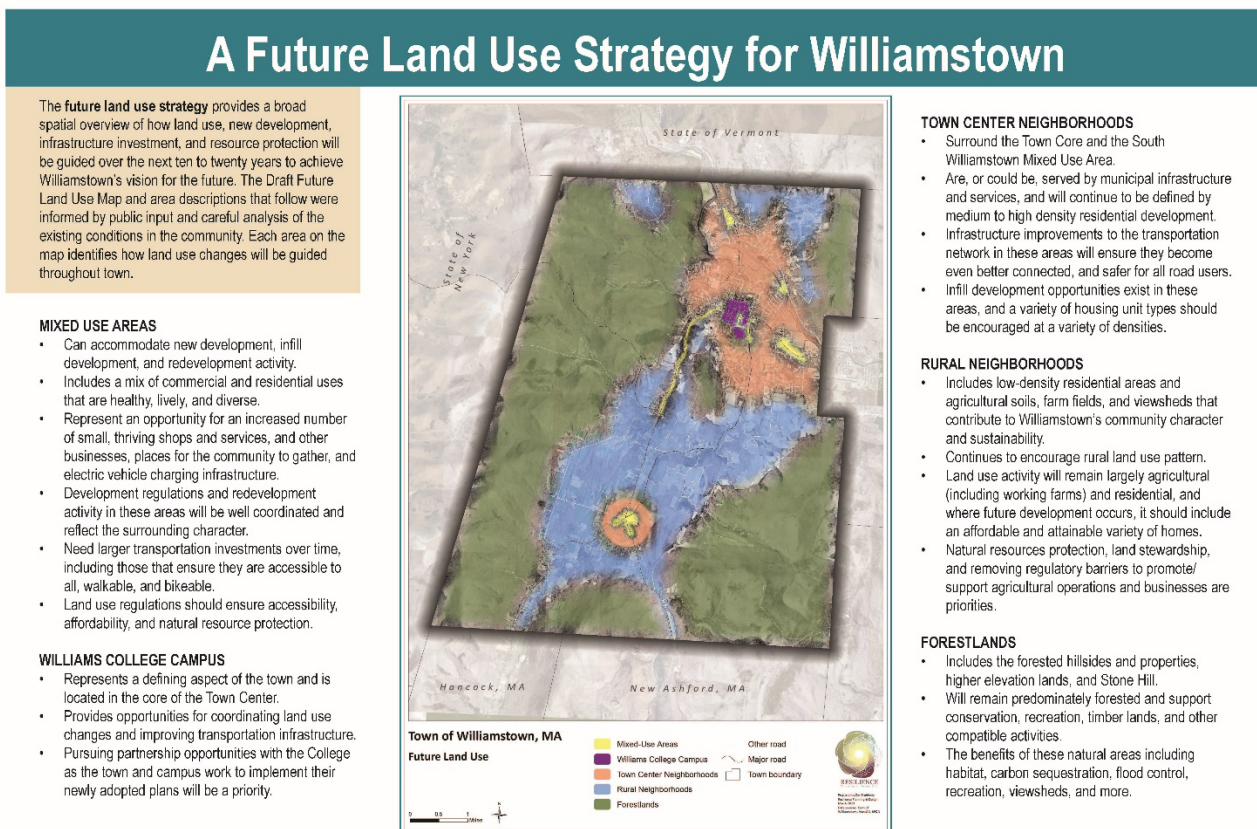 A Future Land Use Strategy for Williamstown
The future land use strategy provides a broad
spatial overview of how land use, new development,
infrastructure investment, and resource protection will
be guided over the next ten to twenty years to achieve
Williamstown's vision for the future. The Draft Future
Land Use Map and area descriptions that follow were
informed by public input and careful analysis of the
existing conditions in the community. Each area on the
map identifies how land use changes will be guided
throughout town.
MIXED USE AREAS
• Can accommodate new development, infill
development, and redevelopment activity.
• Includes a mix of commercial and residential uses
that are healthy, lively, and diverse.
• Represent an opportunity for an increased number
of small, thriving shops and services, and other
businesses, places for the community to gather, and
electric vehicle charging infrastructure.
• Development regulations and redevelopment
activity in these areas will be well coordinated and
reflect the surrounding character.
• Need larger transportation investments over time,
including those that ensure they are accessible to
all, walkable, and bikeable.
• Land use regulations should ensure accessibility,
affordability, and natural resource protection.
WILLIAMS COLLEGE CAMPUS
• Represents a defining aspect of the town and is
located in the core of the Town Center.
• Provides opportunities for coordinating land use
changes and improving transportation infrastructure.
• Pursuing partnership opportunities with the College
as the town and campus work to implement their
newly adopted plans will be a priority.
State of Vermont
State of
New York
Hancock, MA
New Ashford, MA
Town of Williamstown, MA
Future Land Use
0 0.5 1
Miles
Mixed-Use Areas
Williams College Campus
Town Center Neighborhoods
Rural Neighborhoods
Forestlands
Other road
Major road
Town boundary
RESILIENCE
TOWN CENTER NEIGHBORHOODS
• Surround the Town Core and the South
Williamstown Mixed Use Area.
• Are, or could be, served by municipal infrastructure
and services, and will continue to be defined by
medium to high density residential development.
• Infrastructure improvements to the transportation
network in these areas will ensure they become
even better connected, and safer for all road users.
• Infill development opportunities exist in these
areas, and a variety of housing unit types should
be encouraged at a variety of densities.
RURAL NEIGHBORHOODS
• Includes low-density residential areas and
agricultural soils, farm fields, and viewsheds that
contribute to Williamstown's community character
and sustainability.
• Continues to encourage rural land use pattern.
• Land use activity will remain largely agricultural
(including working farms) and residential, and
where future development occurs, it should include
an affordable and attainable variety of homes.
• Natural resources protection, land stewardship,
and removing regulatory barriers to promote/
support agricultural operations and businesses are
priorities.
FORESTLANDS
• Includes the forested hillsides and properties,
higher elevation lands, and Stone Hill.
• Will remain predominately forested and support
conservation, recreation, timber lands, and other
compatible activities.
• The benefits of these natural areas including
habitat, carbon sequestration, flood control,
recreation, viewsheds, and more.